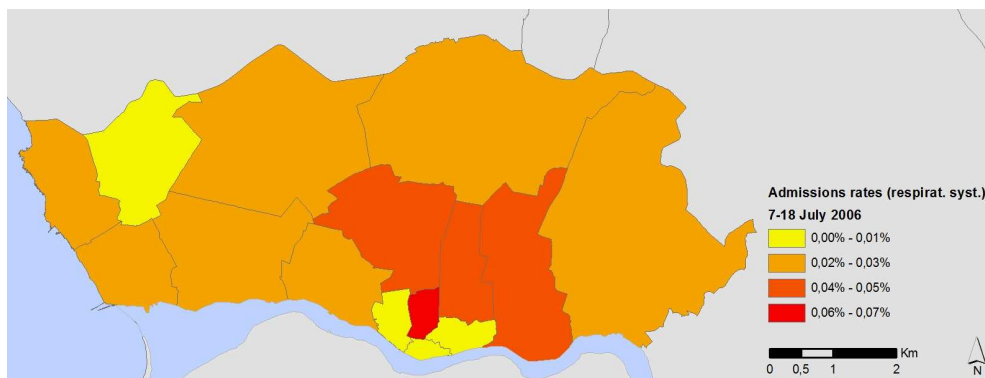 Admissions rates (respirat. syst.)
7-18 July 2006
0,00% - 0,01%
0,02% - 0,03%
0,04% - 0,05%
0,06% - 0,07%
Km
0 0,5 1 2
N